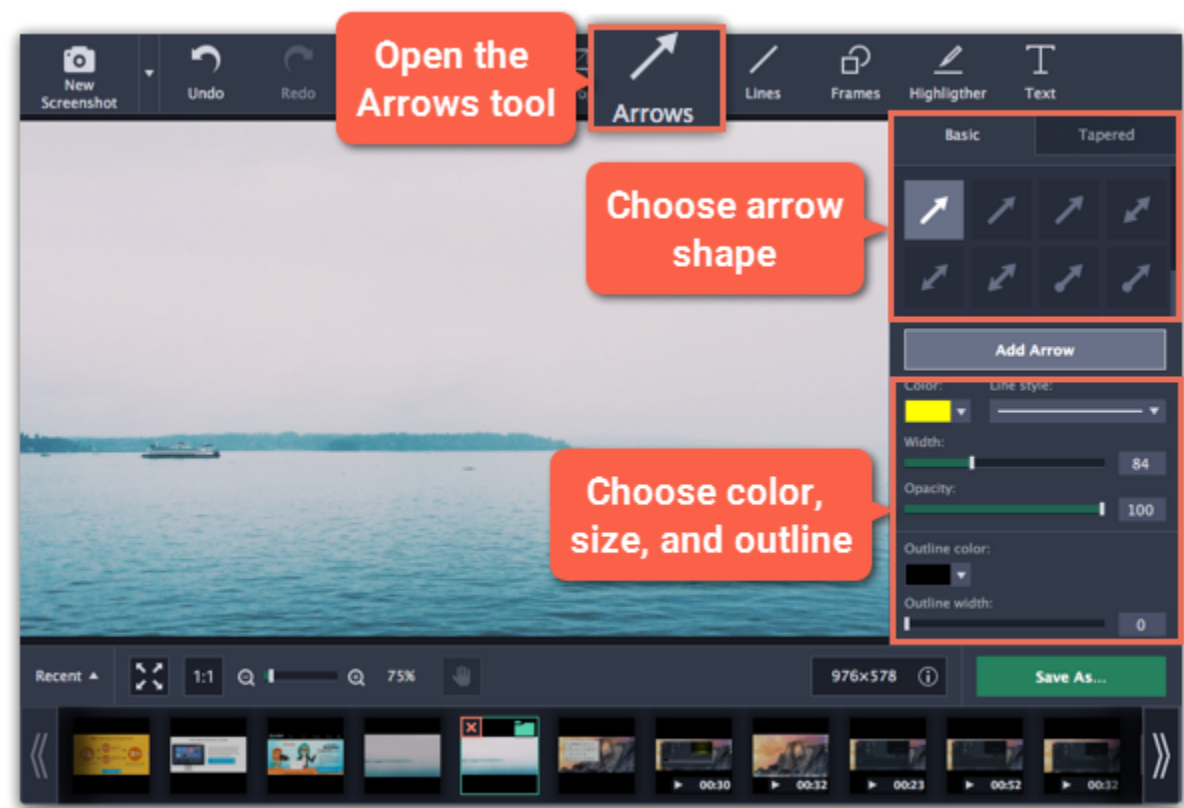 Open the
Arrows tool
New
Screenshot
Undo
Redo
Arrows
Lines
Frames
Highligther
Text
Basic
Tapered
Choose arrow
shape
Add Arrow
Color:
Line style:
Width:
84
Opacity:
100
Choose color,
size, and outline
Outline color:
Outline width:
0
Recent
1:1
75%
976×578
Save As...
00:30
00:32
00:23
00:52
00:32